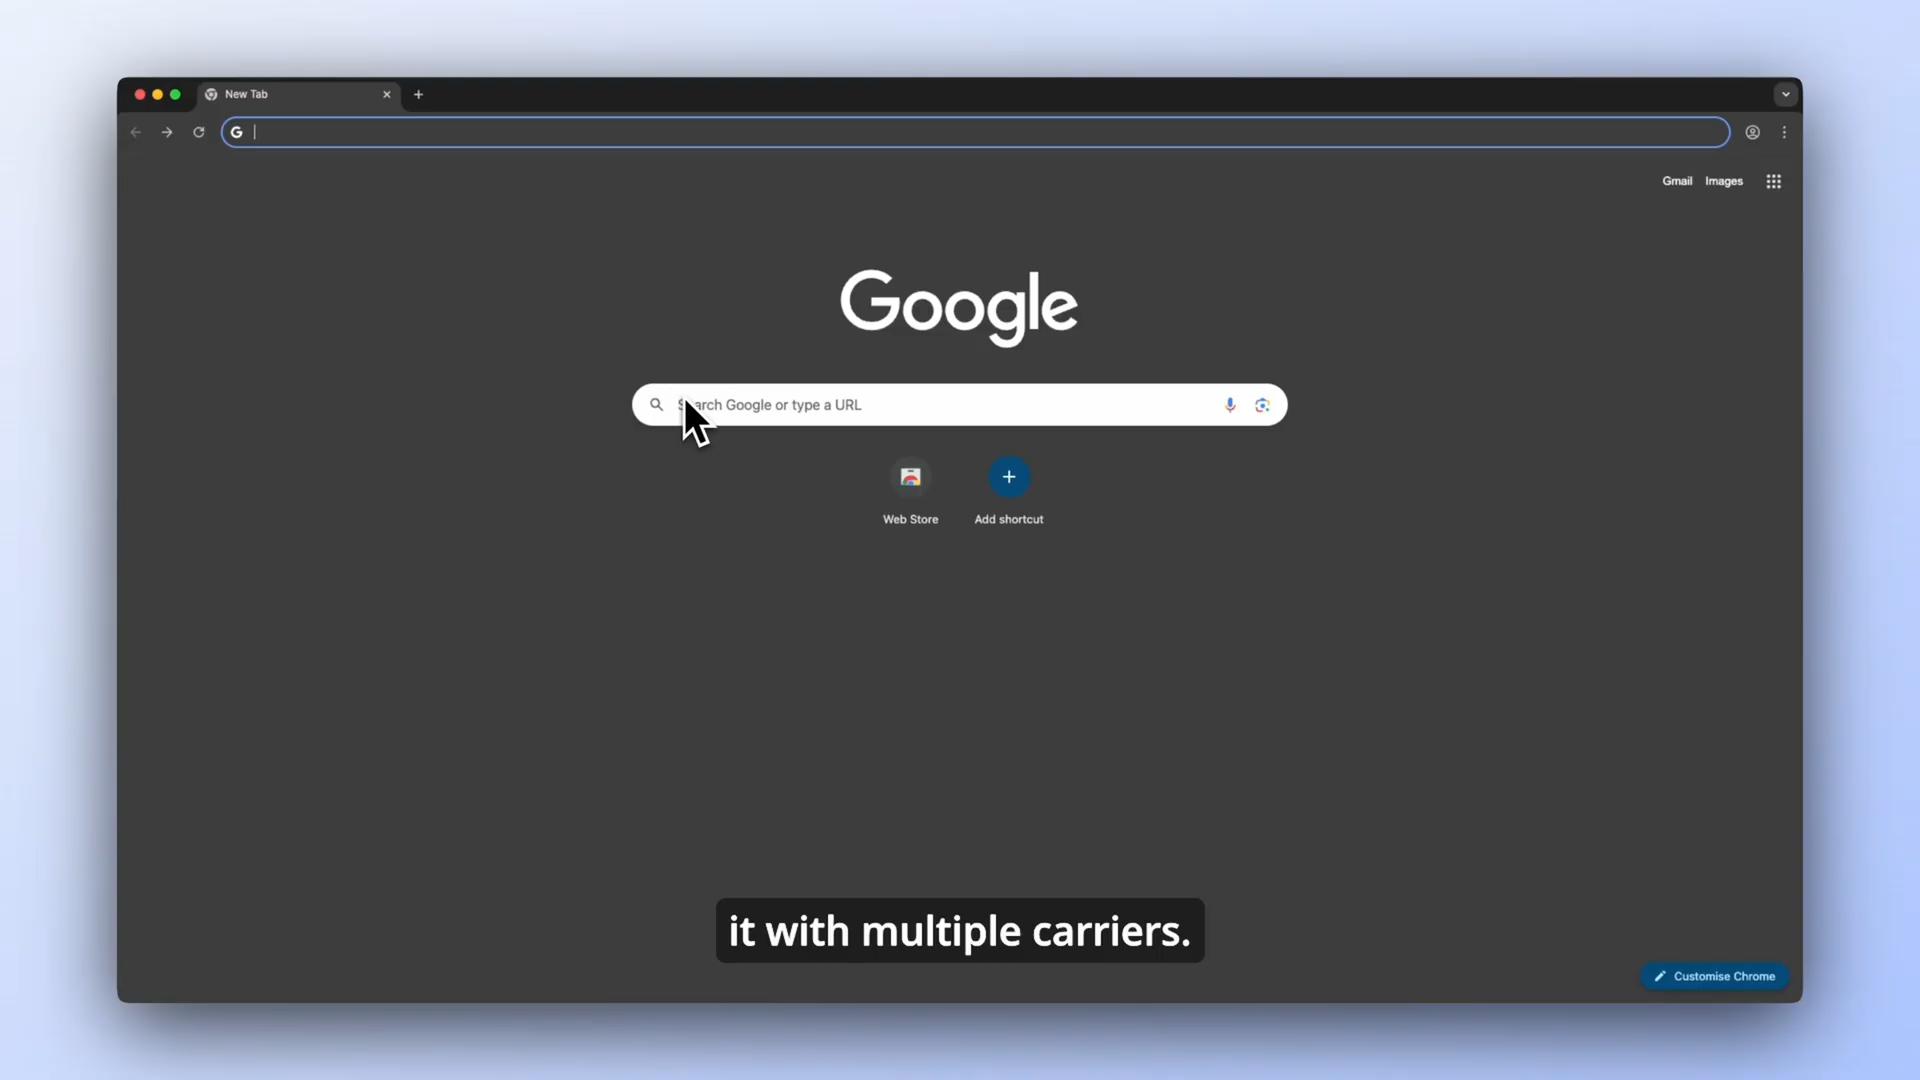 New Tab
Gmail Images
Google
Search Google or type a URL
Web Store
Add shortcut
it with multiple carriers.
Customise Chrome